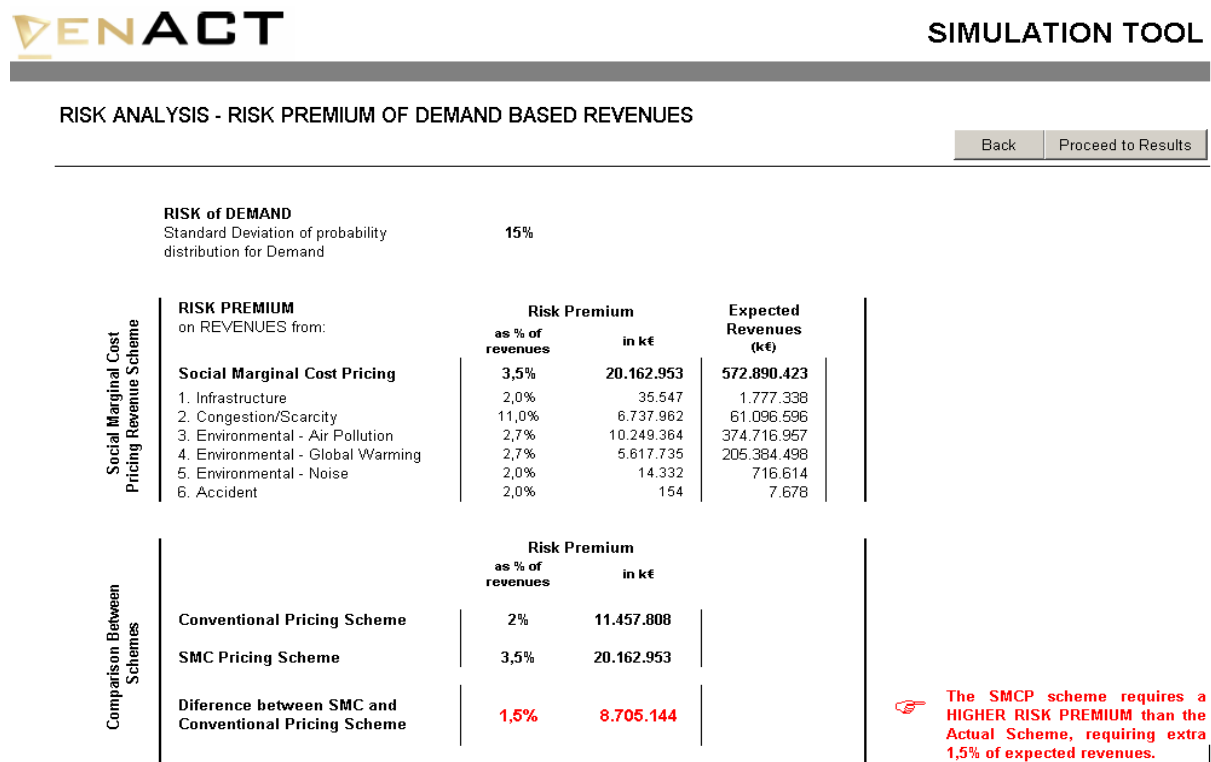 ENACT
SIMULATION TOOL
RISK ANALYSIS - RISK PREMIUM OF DEMAND BASED REVENUES
Back Proceed to Results
RISK of DEMAND
Standard Deviation of probability 15%
distribution for Demand
Social Marginal Cost
Pricing Revenue Scheme
RISK PREMIUM Risk Premium Expected
on REVENUES from: as % of in k€ Revenues
revenues (k€)
Social Marginal Cost Pricing 3,5% 20.162.953 572.890.423
1. Infrastructure 2,0% 35.547 1.777.338
2. Congestion/Scarcity 11,0% 6.737.962 61.096.596
3. Environmental - Air Pollution 2,7% 10.249.364 374.716.957
4. Environmental - Global Warming 2,7% 5.617.735 205.384.498
5. Environmental - Noise 2,0% 14.332 716.614
6. Accident 2,0% 154 7.678
Comparison Between
Schemes
Risk Premium
as % of in k€
revenues
Conventional Pricing Scheme 2% 11.457.808
SMC Pricing Scheme 3,5% 20.162.953
Diference between SMC and
Conventional Pricing Scheme 1,5% 8.705.144
The SMCP scheme requires a
HIGHER RISK PREMIUM than the
Actual Scheme, requiring extra
1,5% of expected revenues.